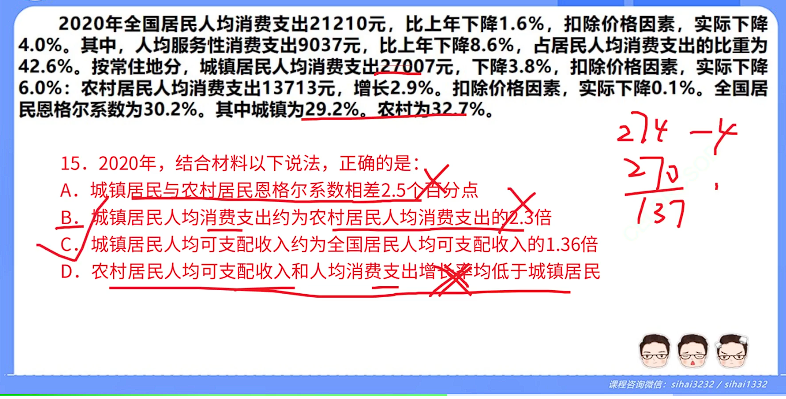 2020年全国居民人均消费支出21210元，比上年下降1.6%，扣除价格因素，实际下降
4.0%。其中，人均服务性消费支出9037元，比上年下降8.6%，占居民人均消费支出的比重为
42.6%。按常住地分，城镇居民人均消费支出27007元，下降3.8%，扣除价格因素，实际下降
6.0%：农村居民人均消费支出13713元，增长2.9%。扣除价格因素，实际下降0.1%。全国居
民恩格尔系数为30.2%。其中城镇为29.2%。农村为32.7%。
274 -4
270
137
15．2020年，结合材料以下说法，正确的是：
A．城镇居民与农村居民恩格尔系数相差2.5个百分点
B．城镇居民人均消费支出约为农村居民人均消费支出的2.3倍
C．城镇居民人均可支配收入约为全国居民人均可支配收入的1.36倍
D．农村居民人均可支配收入和人均消费支出增长率均低于城镇居民
课程咨询微信：sihai3232 / sihai1332